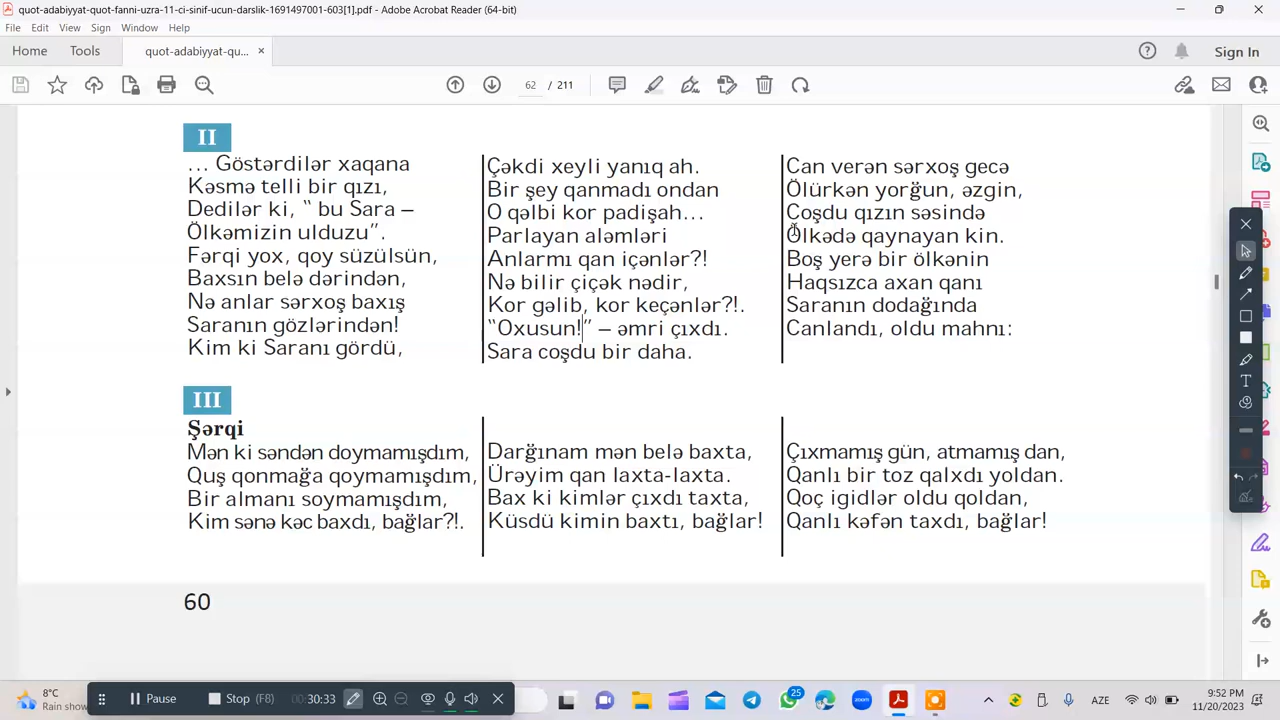 quot-adabiyyat-quot-fanni-uzra-11-ci-sinif-ucun-darslik-1691497001-603[1].pdf - Adobe Acrobat Reader (64-bit)
File Edit View Sign Window Help
Home Tools quot-adabiyyat-qu... × Sign In
62 / 211
II
... Göstərdilər xaqana
Kəsmə telli bir qızı,
Dedilər ki, “ bu Sara –
Ölkəmizin ulduzu”.
Fərqi yox, qoy süzülsün,
Baxsın belə dərindən,
Nə anlar sərxoş baxış
Saranın gözlərindən!
Kim ki Saranı gördü,
Çəkdi xeyli yanıq ah.
Bir şey qanmadı ondan
O qəlbi kor padişah...
Parlayan aləmləri
Anlarmı qan içənlər?!
Nə bilir çiçək nədir,
Kor gəlib, kor keçənlər?!.
“Oxusun!” – əmri çıxdı.
Sara coşdu bir daha.
Can verən sərxoş gecə
Ölürkən yorğun, əzgin,
Coşdu qızın səsində
Ölkədə qaynayan kin.
Boş yerə bir ölkənin
Haqsızca axan qanı
Saranın dodağında
Canlandı, oldu mahnı:
III
Şərqi
Mən ki səndən doymamışdım,
Quş qonmağa qoymamışdım,
Bir almanı soymamışdım,
Kim sənə kəc baxdı, bağlar?!.
Darğınam mən belə baxta,
Ürəyim qan laxta-laxta.
Bax ki kimlər çıxdı taxta,
Küsdü kimin baxtı, bağlar!
Çıxmamış gün, atmamış dan,
Qanlı bir toz qalxdı yoldan.
Qoç igidlər oldu qoldan,
Qanlı kəfən taxdı, bağlar!
60
8°C
Rain show
Pause Stop (F8) 00:30:33
25
zoom
AZE
9:52 PM
11/20/2023